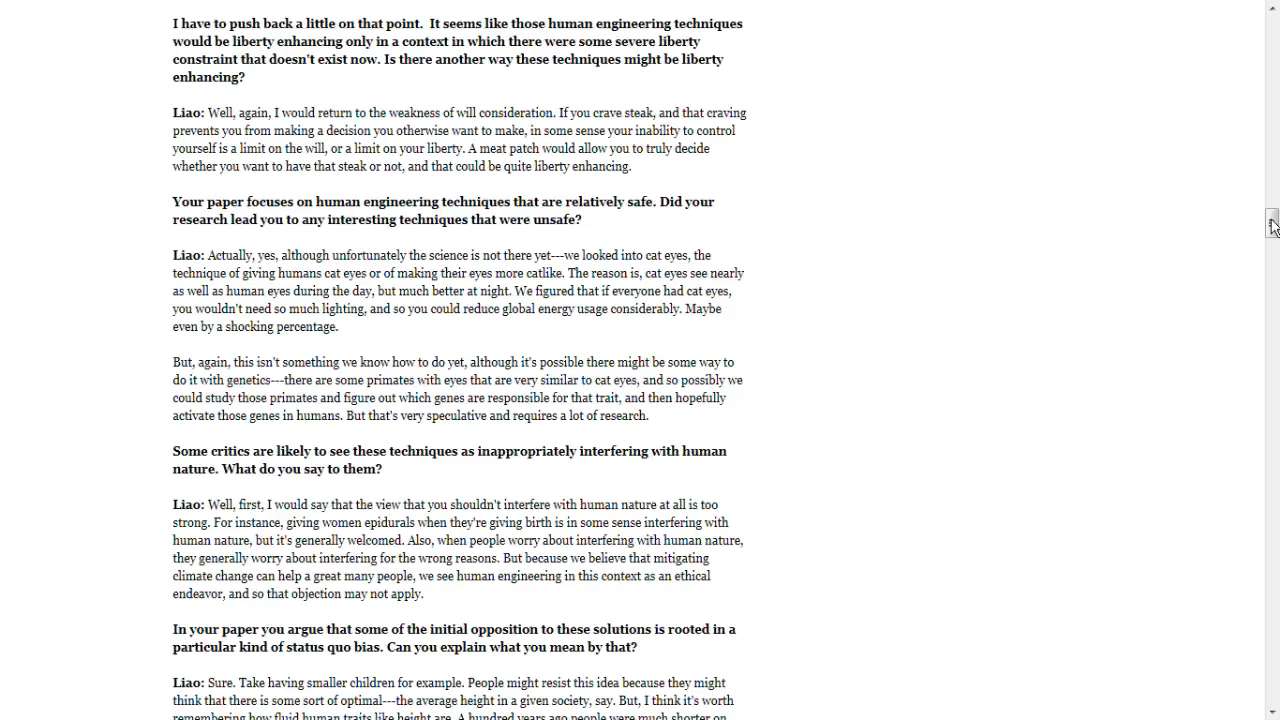 I have to push back a little on that point.  It seems like those human engineering techniques
would be liberty enhancing only in a context in which there were some severe liberty
constraint that doesn't exist now. Is there another way these techniques might be liberty
enhancing?
Liao: Well, again, I would return to the weakness of will consideration. If you crave steak, and that craving
prevents you from making a decision you otherwise want to make, in some sense your inability to control
yourself is a limit on the will, or a limit on your liberty. A meat patch would allow you to truly decide
whether you want to have that steak or not, and that could be quite liberty enhancing.
Your paper focuses on human engineering techniques that are relatively safe. Did your
research lead you to any interesting techniques that were unsafe?
Liao: Actually, yes, although unfortunately the science is not there yet---we looked into cat eyes, the
technique of giving humans cat eyes or of making their eyes more catlike. The reason is, cat eyes see nearly
as well as human eyes during the day, but much better at night. We figured that if everyone had cat eyes,
you wouldn't need so much lighting, and so you could reduce global energy usage considerably. Maybe
even by a shocking percentage.
But, again, this isn't something we know how to do yet, although it's possible there might be some way to
do it with genetics---there are some primates with eyes that are very similar to cat eyes, and so possibly we
could study those primates and figure out which genes are responsible for that trait, and then hopefully
activate those genes in humans. But that's very speculative and requires a lot of research.
Some critics are likely to see these techniques as inappropriately interfering with human
nature. What do you say to them?
Liao: Well, first, I would say that the view that you shouldn't interfere with human nature at all is too
strong. For instance, giving women epidurals when they're giving birth is in some sense interfering with
human nature, but it's generally welcomed. Also, when people worry about interfering with human nature,
they generally worry about interfering for the wrong reasons. But because we believe that mitigating
climate change can help a great many people, we see human engineering in this context as an ethical
endeavor, and so that objection may not apply.
In your paper you argue that some of the initial opposition to these solutions is rooted in a
particular kind of status quo bias. Can you explain what you mean by that?
Liao: Sure. Take having smaller children for example. People might resist this idea because they might
think that there is some sort of optimal---the average height in a given society, say. But, I think it's worth
remembering how fluid human traits like height are. A hundred years ago people were much shorter on